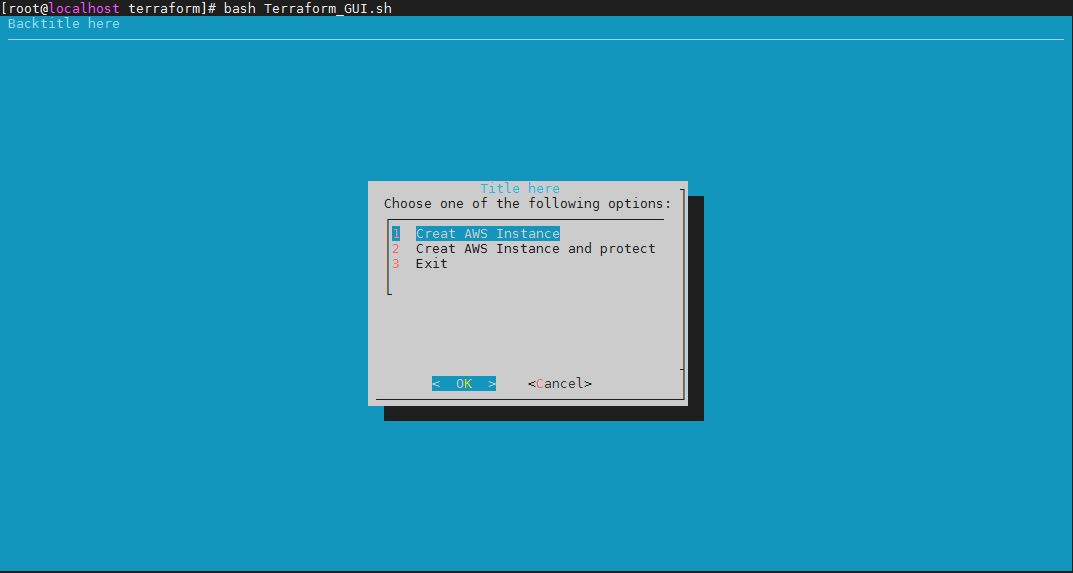 [root@localhost terraform]# bash Terraform_GUI.sh
Backtitle here
Title here
Choose one of the following options:
1 Creat AWS Instance
2 Creat AWS Instance and protect
3 Exit
< OK > <Cancel>